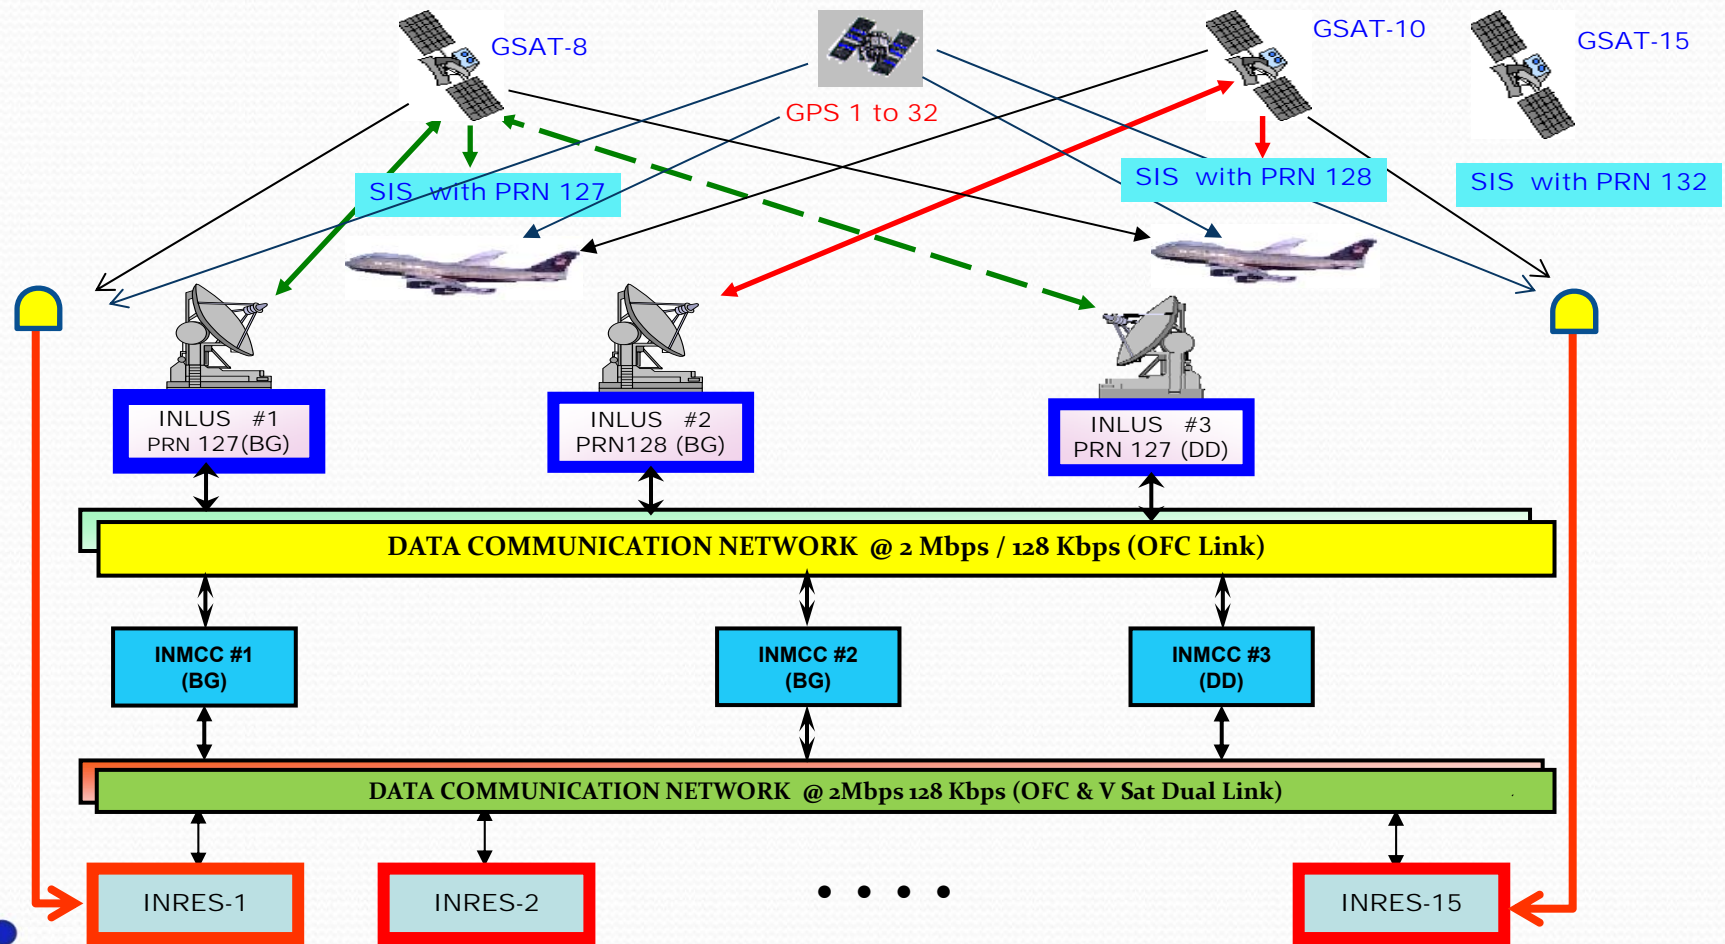 GSAT-8
GSAT-10
GSAT-15
GPS 1 to 32
SIS with PRN 127
SIS with PRN 128
SIS with PRN 132
INLUS #1
PRN 127(BG)
INLUS #2
PRN128 (BG)
INLUS #3
PRN 127 (DD)
DATA COMMUNICATION NETWORK @ 2 Mbps / 128 Kbps (OFC Link)
INMCC #1
(BG)
INMCC #2
(BG)
INMCC #3
(DD)
DATA COMMUNICATION NETWORK @ 2Mbps 128 Kbps (OFC & V Sat Dual Link)
INRES-1
INRES-2
• • • •
INRES-15